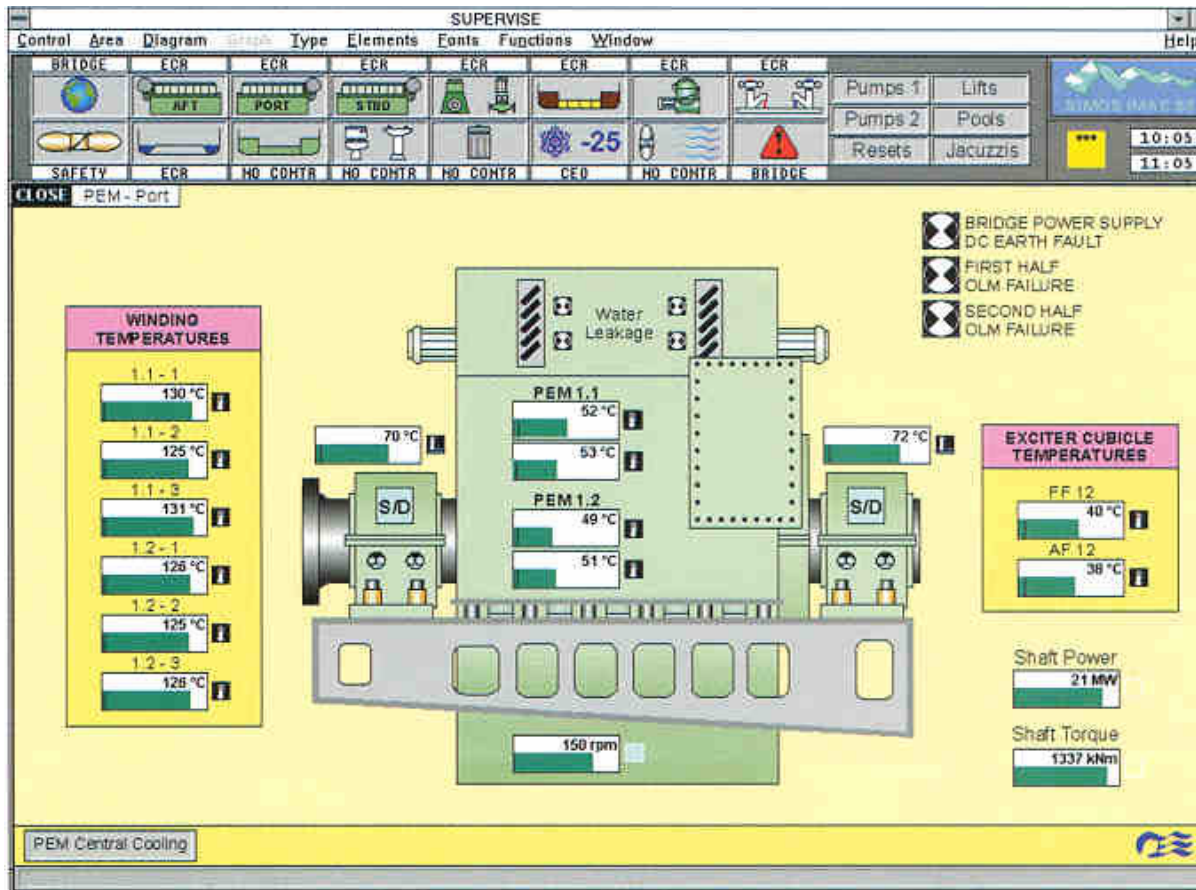 SUPERVISE
Control Area Diagram Graph Type Elements Fonts Functions Window Help
BRIDGE ECR ECR ECR ECR ECR ECR ECR
AFT PORT STBD
Pumps 1 Lifts
Pumps 2 Pools
Resets Jacuzzis
-25
SIMOS IMAC 55
10:05
11:05
SAFETY ECR HO CONTR HO CONTR HO CONTR CEO HO CONTR BRIDGE
CLOSE PEM - Port
BRIDGE POWER SUPPLY
DC EARTH FAULT
FIRST HALF
OLM FAILURE
SECOND HALF
OLM FAILURE
WINDING
TEMPERATURES
1.1 - 1
130 °C
1.1 - 2
125 °C
1.1 - 3
131 °C
1.2 - 1
126 °C
1.2 - 2
125 °C
1.2 - 3
126 °C
Water
Leakage
PEM 1.1
52 °C
53 °C
PEM 1.2
49 °C
51 °C
70 °C
72 °C
S/D
S/D
150 rpm
EXCITER CUBICLE
TEMPERATURES
FF 12
40 °C
AF 12
38 °C
Shaft Power
21 MW
Shaft Torque
1337 kNm
PEM Central Cooling